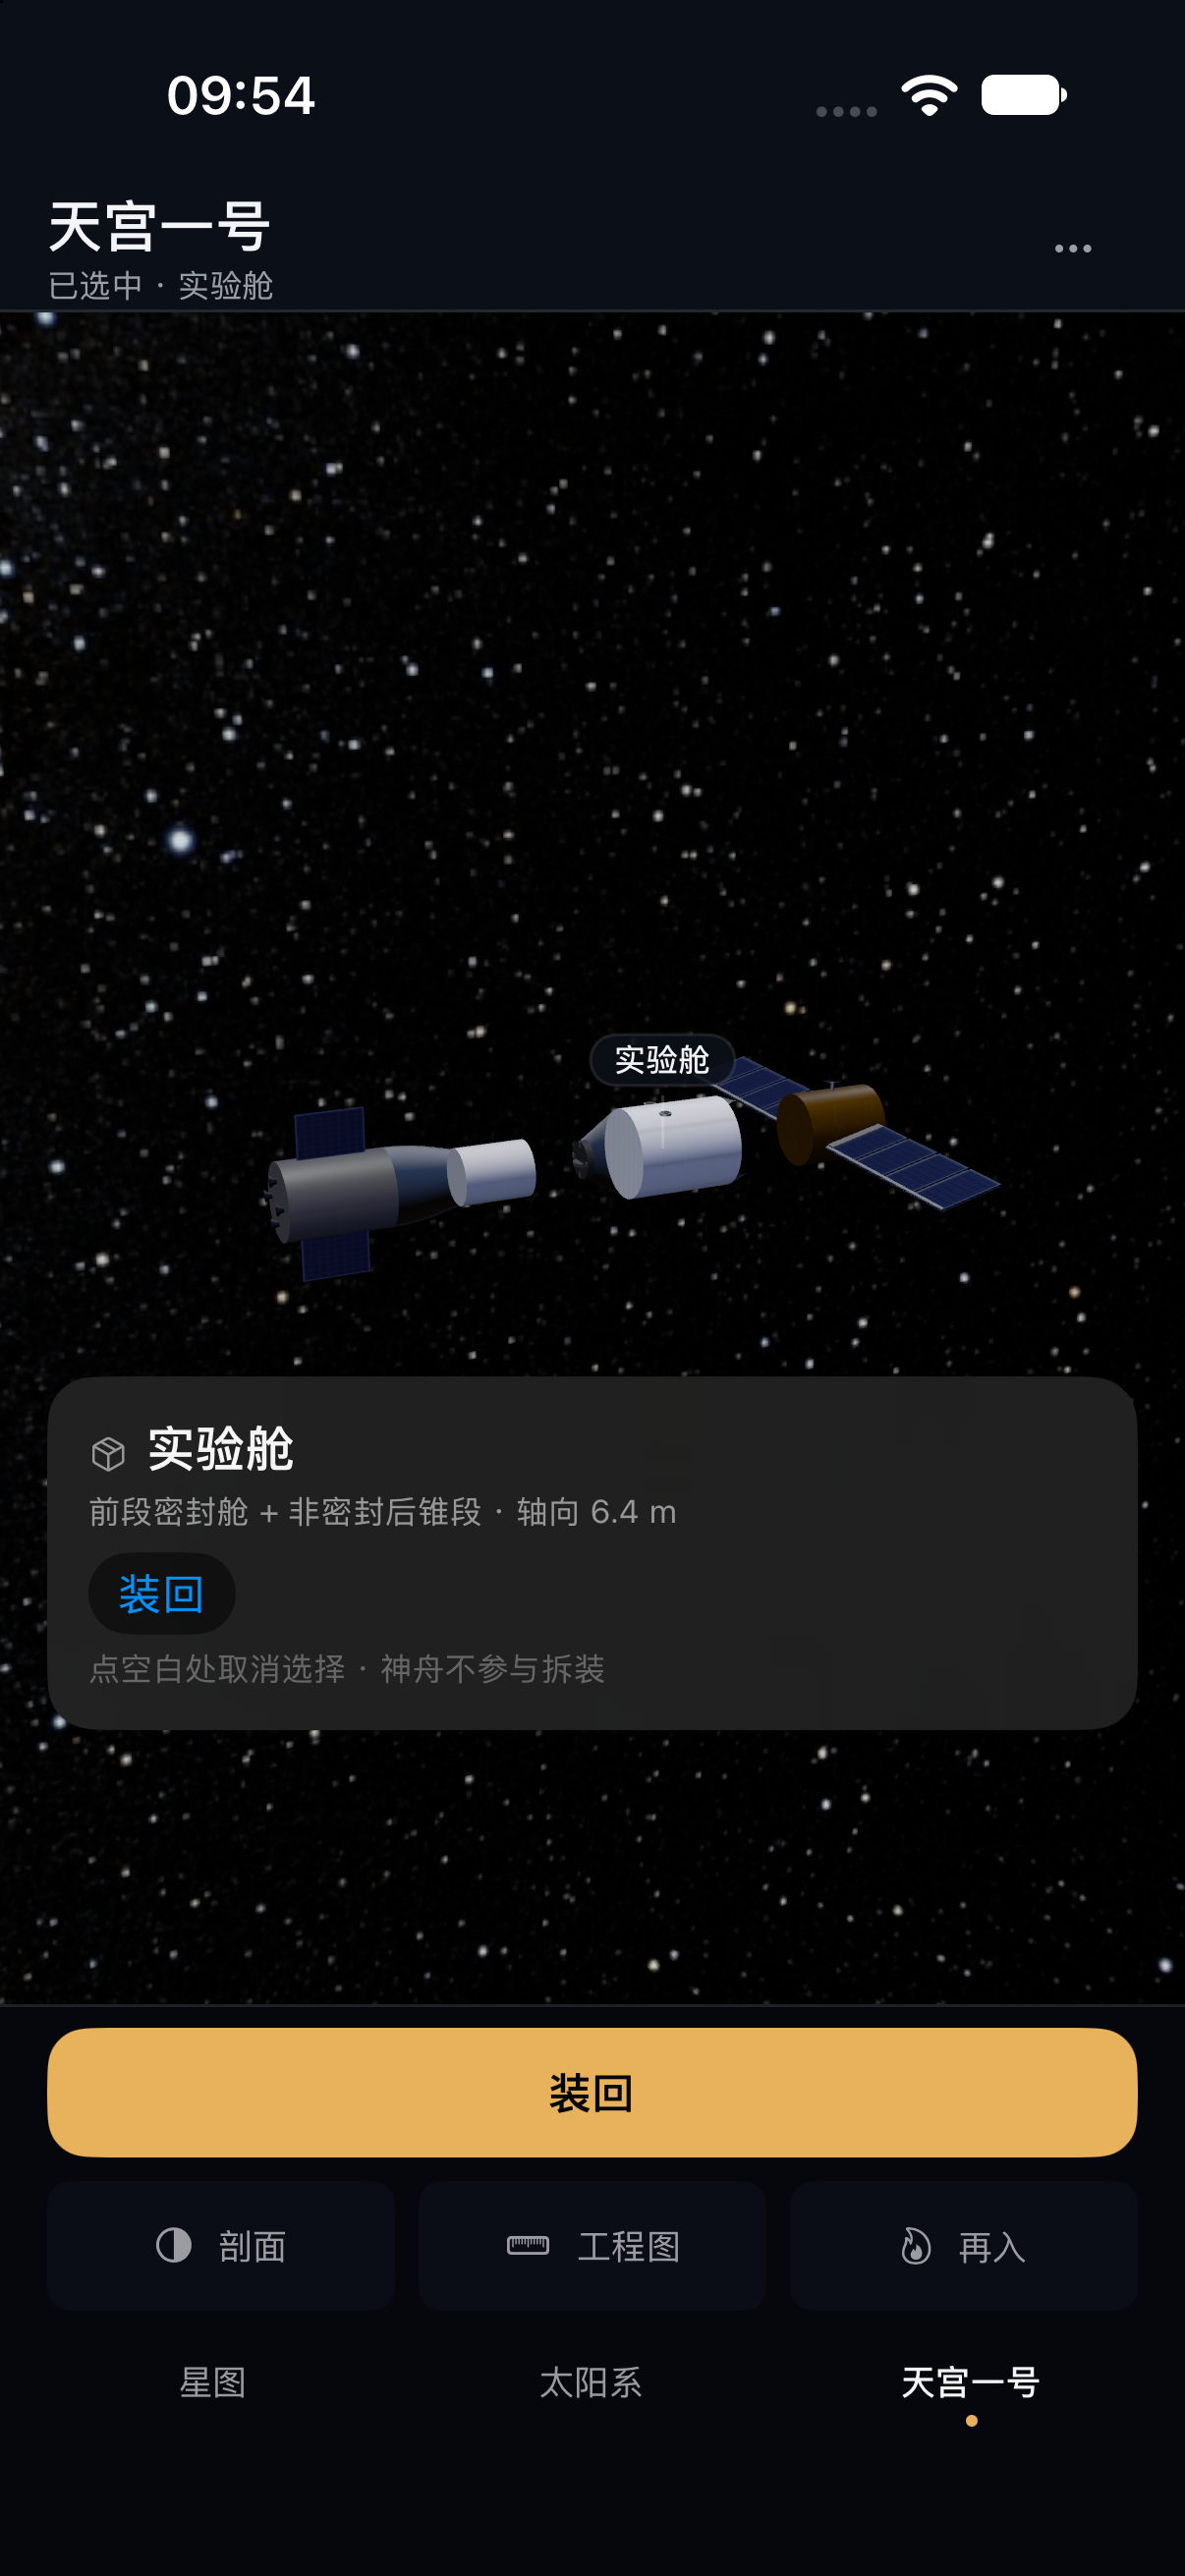 09:54
天宫一号
已选中 · 实验舱
实验舱
实验舱
前段密封舱 + 非密封后锥段 · 轴向 6.4 m
装回
点空白处取消选择 · 神舟不参与拆装
装回
剖面 工程图 再入
星图 太阳系 天宫一号